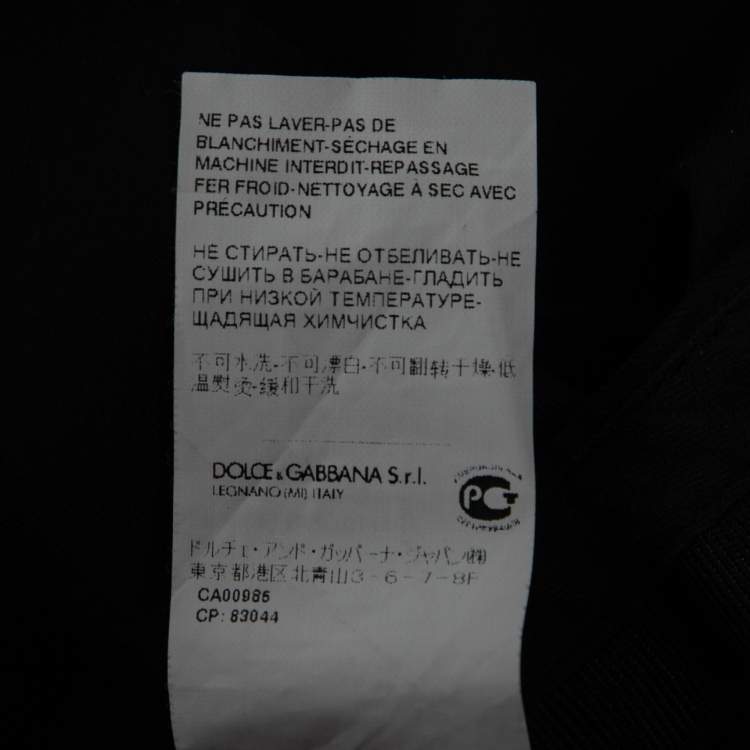 NE PAS LAVER-PAS DE
BLANCHIMENT-SÉCHAGE EN
MACHINE INTERDIT-REPASSAGE
FER FROID-NETTOYAGE À SEC AVEC
PRÉCAUTION
НЕ СТИРАТЬ-НЕ ОТБЕЛИВАТЬ-НЕ
СУШИТЬ В БАРАБАНЕ-ГЛАДИТЬ
ПРИ НИЗКОЙ ТЕМПЕРАТУРЕ-
ЩАДЯЩАЯ ХИМЧИСТКА
不可水洗-不可漂白-不可翻转干燥-低
温熨烫-缓和干洗
DOLCE & GABBANA S.r.l.
LEGNANO (MI) ITALY
РСТ
ドルチェ・アンド・ガッバーナ・ジャパン㈱
東京都港区北青山3-6-7-8F
CA00986
CP: 83044